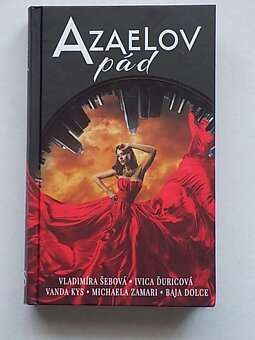 AZAELOV
pád
VLADIMÍRA ŠEBOVÁ • IVICA ĎURICOVÁ
VANDA KYS • MICHAELA ZAMARI • BAJA DOLCE